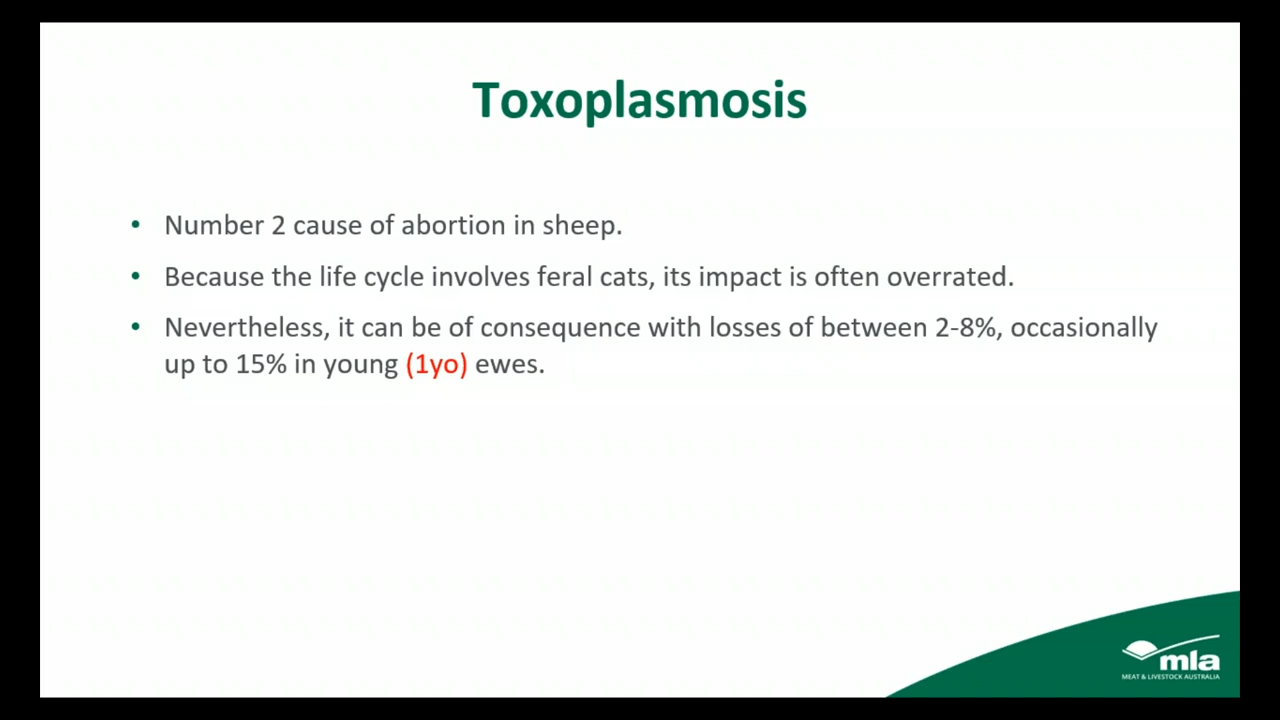 Toxoplasmosis
• Number 2 cause of abortion in sheep.
• Because the life cycle involves feral cats, its impact is often overrated.
• Nevertheless, it can be of consequence with losses of between 2-8%, occasionally
up to 15% in young (1yo) ewes.
mla
MEAT & LIVESTOCK AUSTRALIA